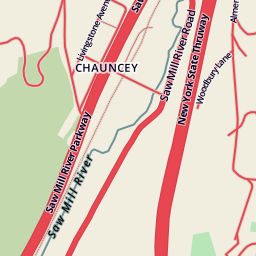 Livingstone Avenue
Saw
Saw Mill River Road
New York State Thruway
Woodbury Lane
CHAUNCEY
Saw Mill River Parkway
Saw Mill River